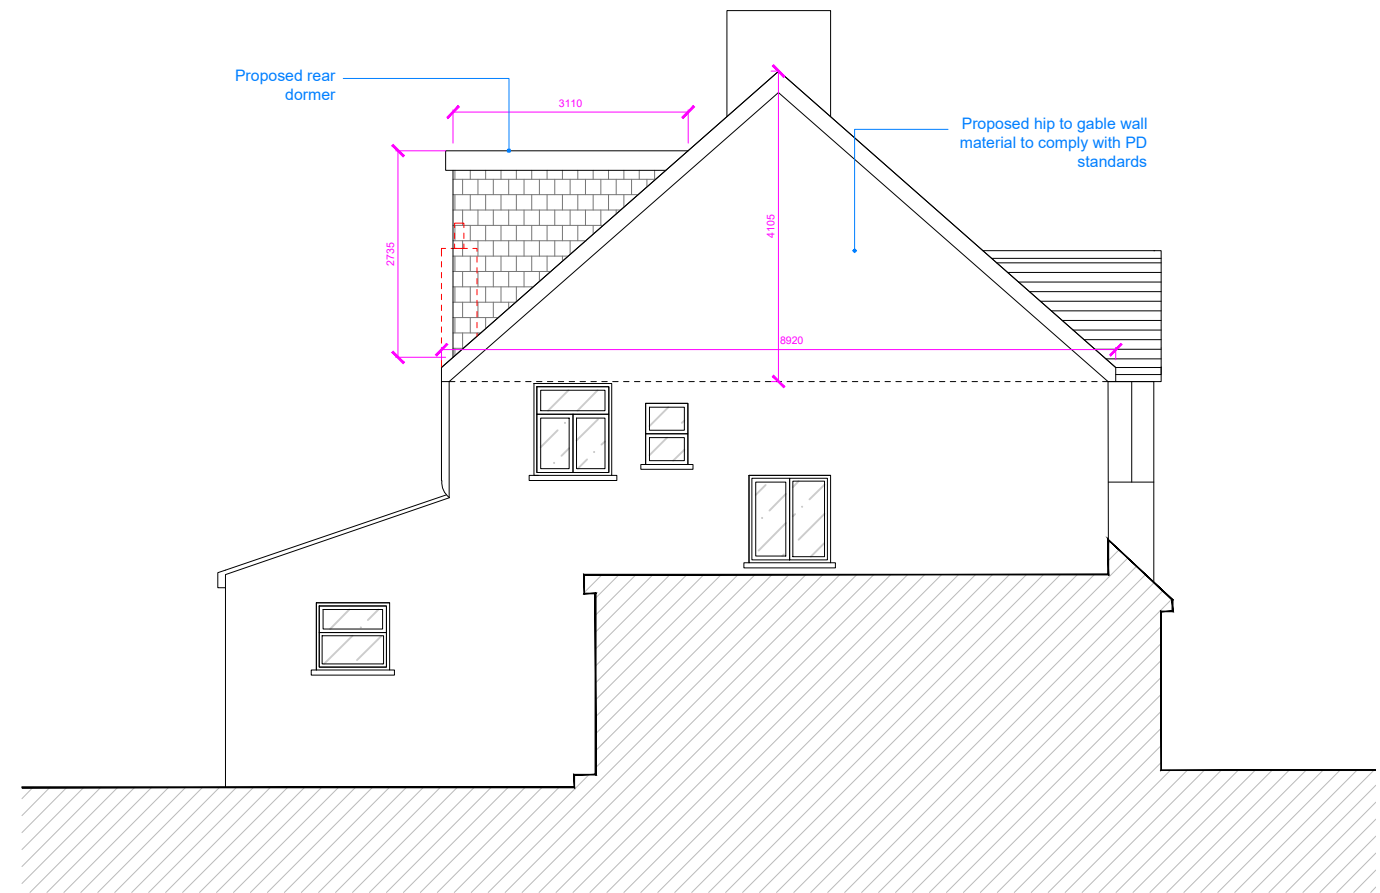 Proposed rear
dormer
3110
Proposed hip to gable wall
material to comply with PD
standards
2735
4105
8920